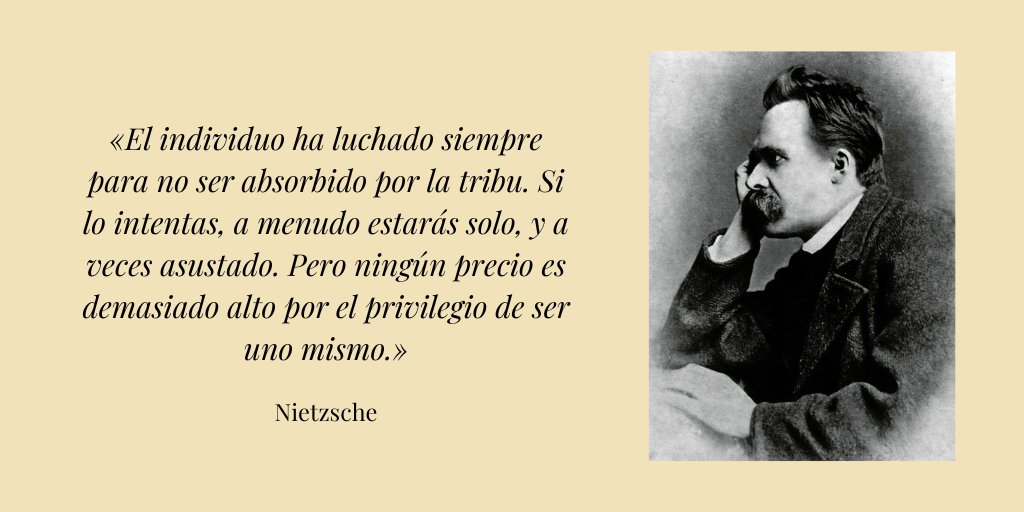 «El individuo ha luchado siempre
para no ser absorbido por la tribu. Si
lo intentas, a menudo estarás solo, y a
veces asustado. Pero ningún precio es
demasiado alto por el privilegio de ser
uno mismo.»
Nietzsche